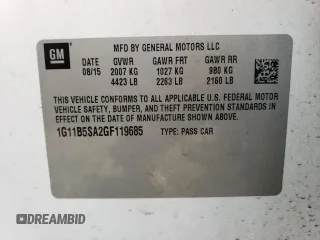 GM
MFD BY GENERAL MOTORS LLC
DATE GVWR GAWR FRT GAWR RR
08/15 2007 KG 1027 KG 980 KG
4423 LB 2263 LB 2160 LB
THIS VEHICLE CONFORMS TO ALL APPLICABLE U.S. FEDERAL MOTOR
VEHICLE SAFETY, BUMPER, AND THEFT PREVENTION STANDARDS IN
EFFECT ON THE DATE OF MANUFACTURE SHOWN ABOVE.
1G11B5SA2GF119685 TYPE: PASS CAR
DREAMBID